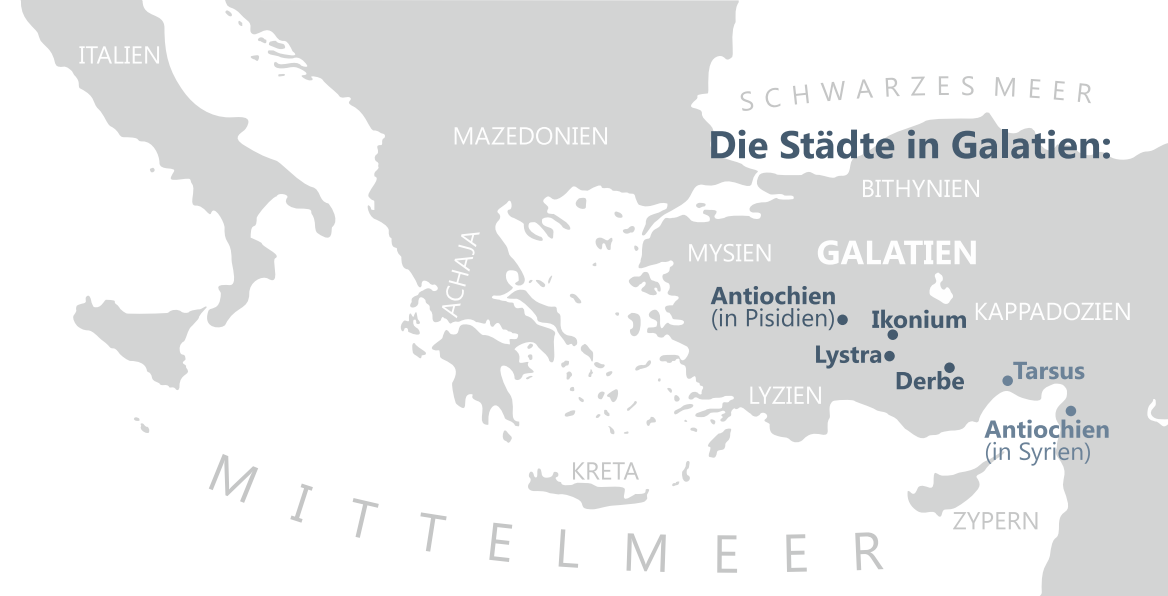 ITALIEN
SCHWARZES MEER
MAZEDONIEN
Die Städte in Galatien:
BITHYNIEN
ACHAJA
MYSIEN
GALATIEN
Antiochien
(in Pisidien)
Ikonium
KAPPADOZIEN
Lystra
Derbe
Tarsus
LYZIEN
Antiochien
(in Syrien)
KRETA
ZYPERN
MITTELMEER